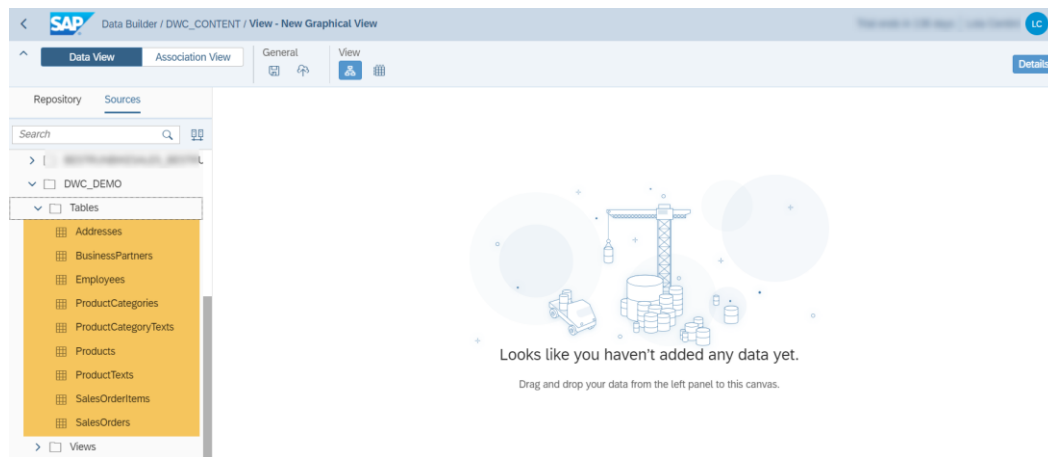 SAP Data Builder / DWC_CONTENT / View - New Graphical View
LC
Data View Association View
General
View
Details
Repository Sources
Search
DWC_DEMO
Tables
Addresses
BusinessPartners
Employees
ProductCategories
ProductCategoryTexts
Products
ProductTexts
SalesOrderItems
SalesOrders
Views
Looks like you haven't added any data yet.
Drag and drop your data from the left panel to this canvas.